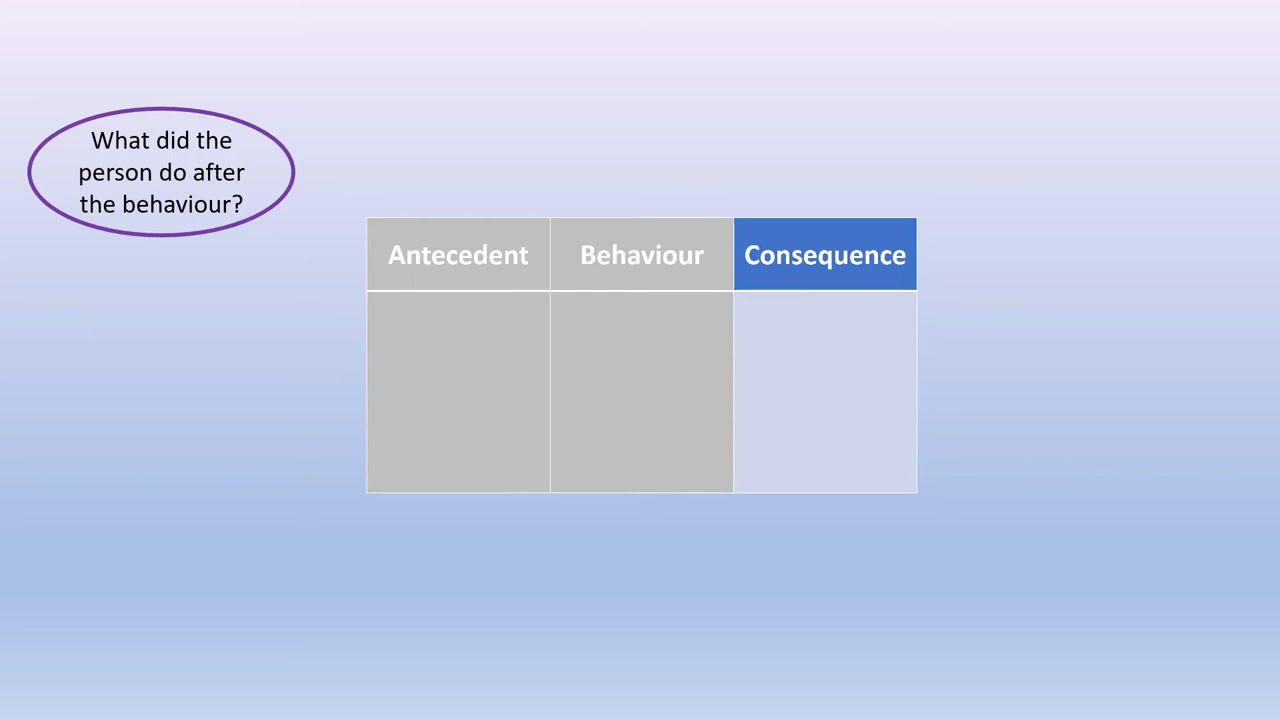 What did the
person do after
the behaviour?
Antecedent Behaviour Consequence